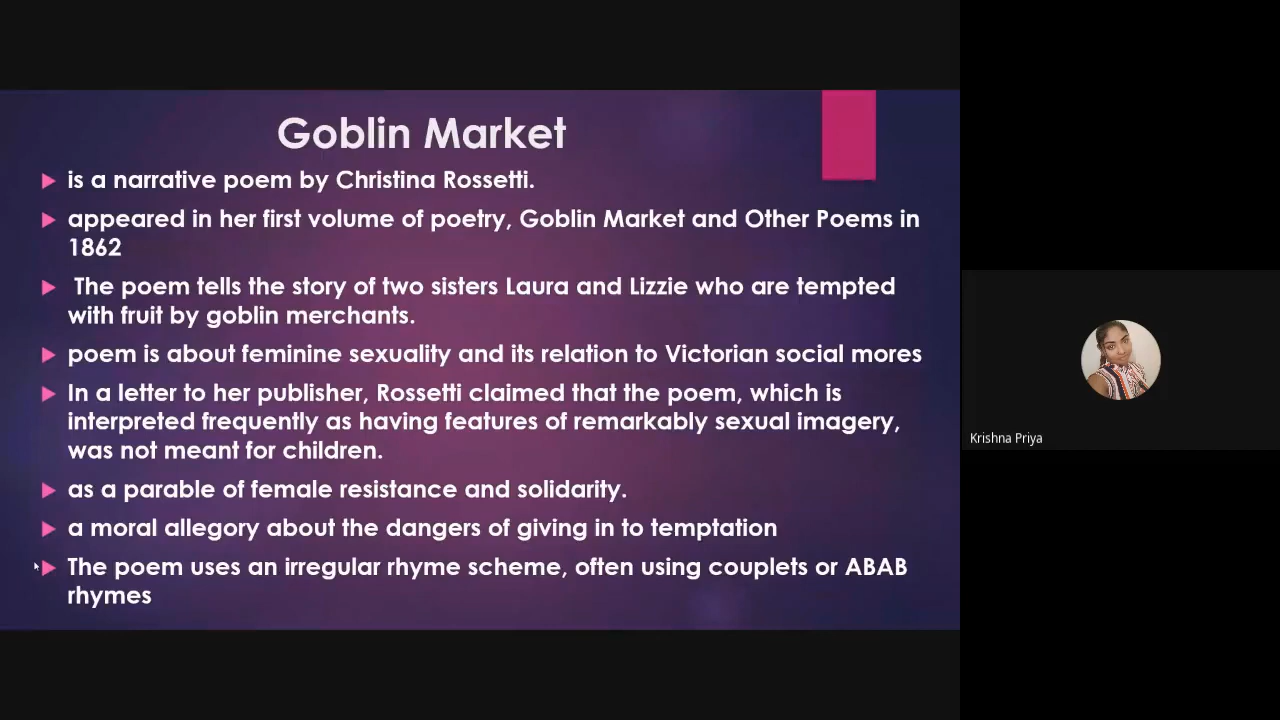 Goblin Market
is a narrative poem by Christina Rossetti.
appeared in her first volume of poetry, Goblin Market and Other Poems in
1862
The poem tells the story of two sisters Laura and Lizzie who are tempted
with fruit by goblin merchants.
poem is about feminine sexuality and its relation to Victorian social mores
In a letter to her publisher, Rossetti claimed that the poem, which is
interpreted frequently as having features of remarkably sexual imagery,
was not meant for children.
as a parable of female resistance and solidarity.
a moral allegory about the dangers of giving in to temptation
The poem uses an irregular rhyme scheme, often using couplets or ABAB
rhymes
Krishna Priya